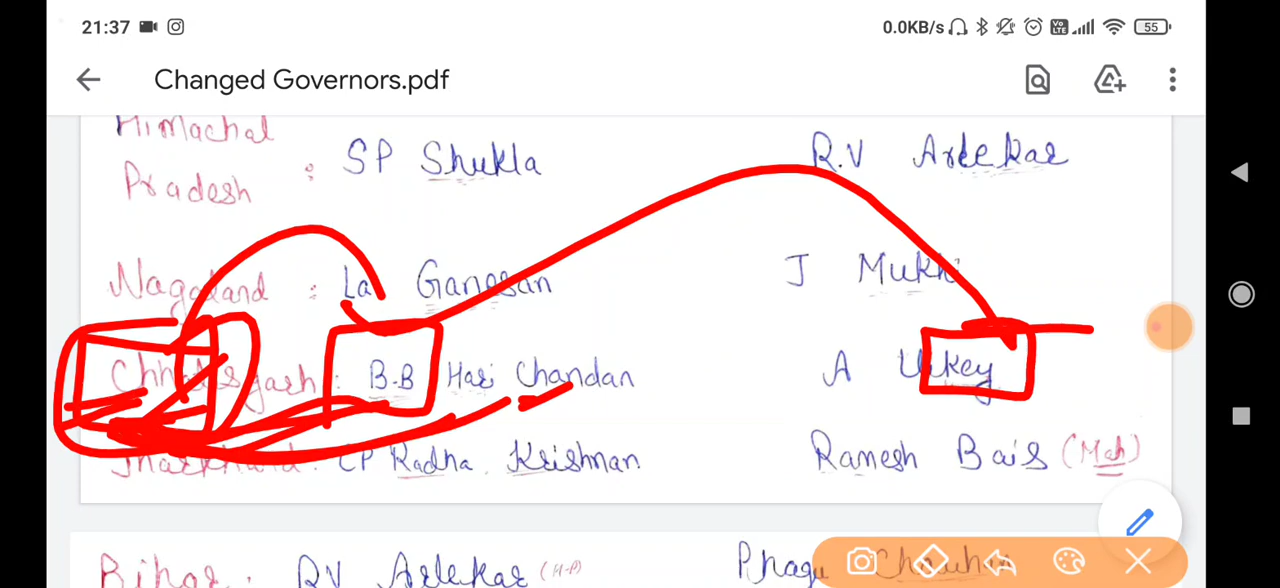 21:37 0.0KB/s 55
Changed Governors.pdf
Himachal
Pradesh : SP Shukla R.V Arlekar
Nagaland : La Ganesan J Mukhi
Chhattisgarh : B.B Hari Chandan A Uikey
Jharkhand : CP Radha Krishnan Ramesh Bais (Mah)
Bihar : RV Arlekar (H-P) Phagu Chauhan